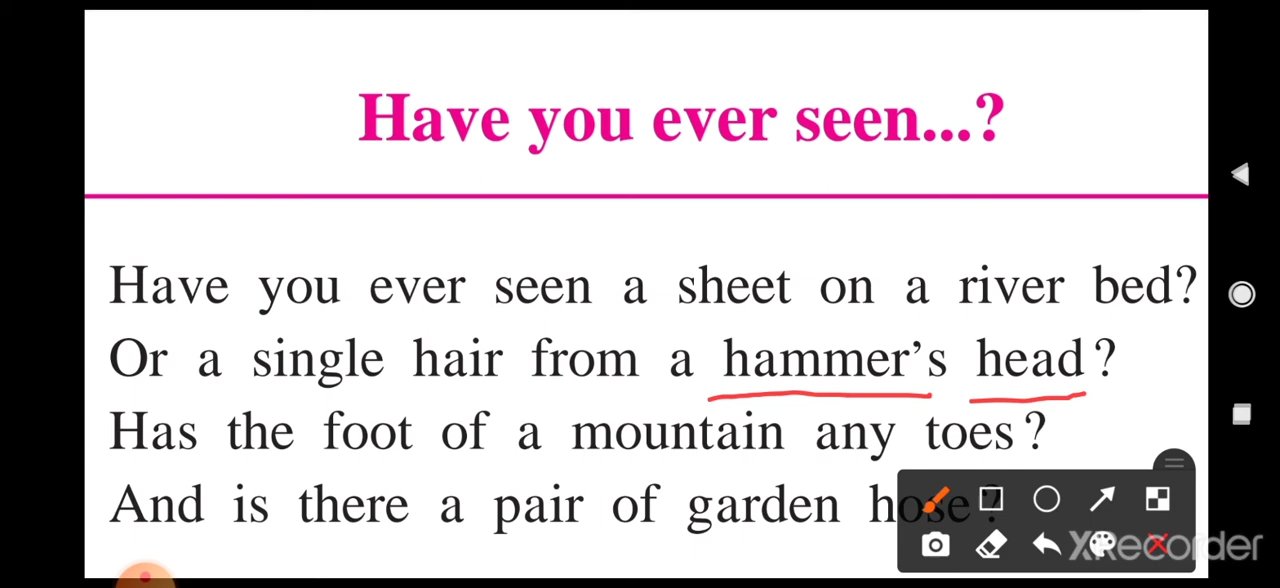 Have you ever seen...?
Have you ever seen a sheet on a river bed?
Or a single hair from a hammer's head?
Has the foot of a mountain any toes?
And is there a pair of garden hose?
XRecorder